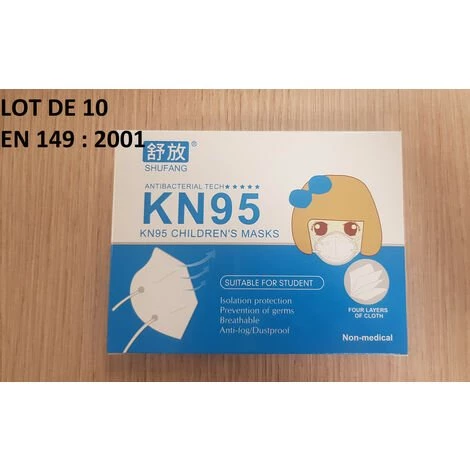 LOT DE 10
EN 149 : 2001
舒放®
SHUFANG
ANTIBACTERIAL TECH★★★★★
KN95
KN95 CHILDREN'S MASKS
SUITABLE FOR STUDENT
Isolation protection
Prevention of germs
Breathable
Anti-fog/Dustproof
FOUR LAYERS
OF CLOTH
Non-medical